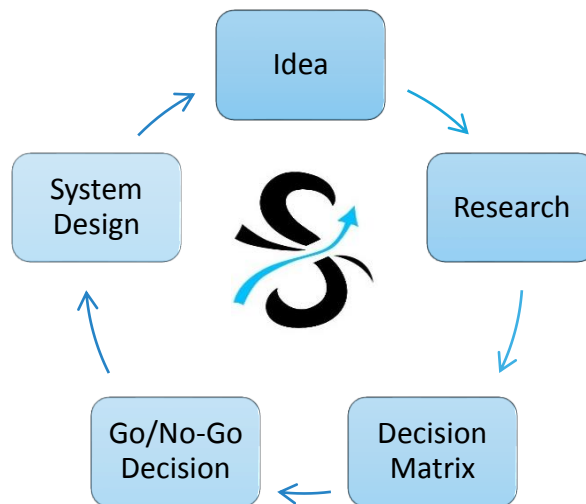 Idea
Research
Decision
Matrix
Go/No-Go
Decision
System
Design